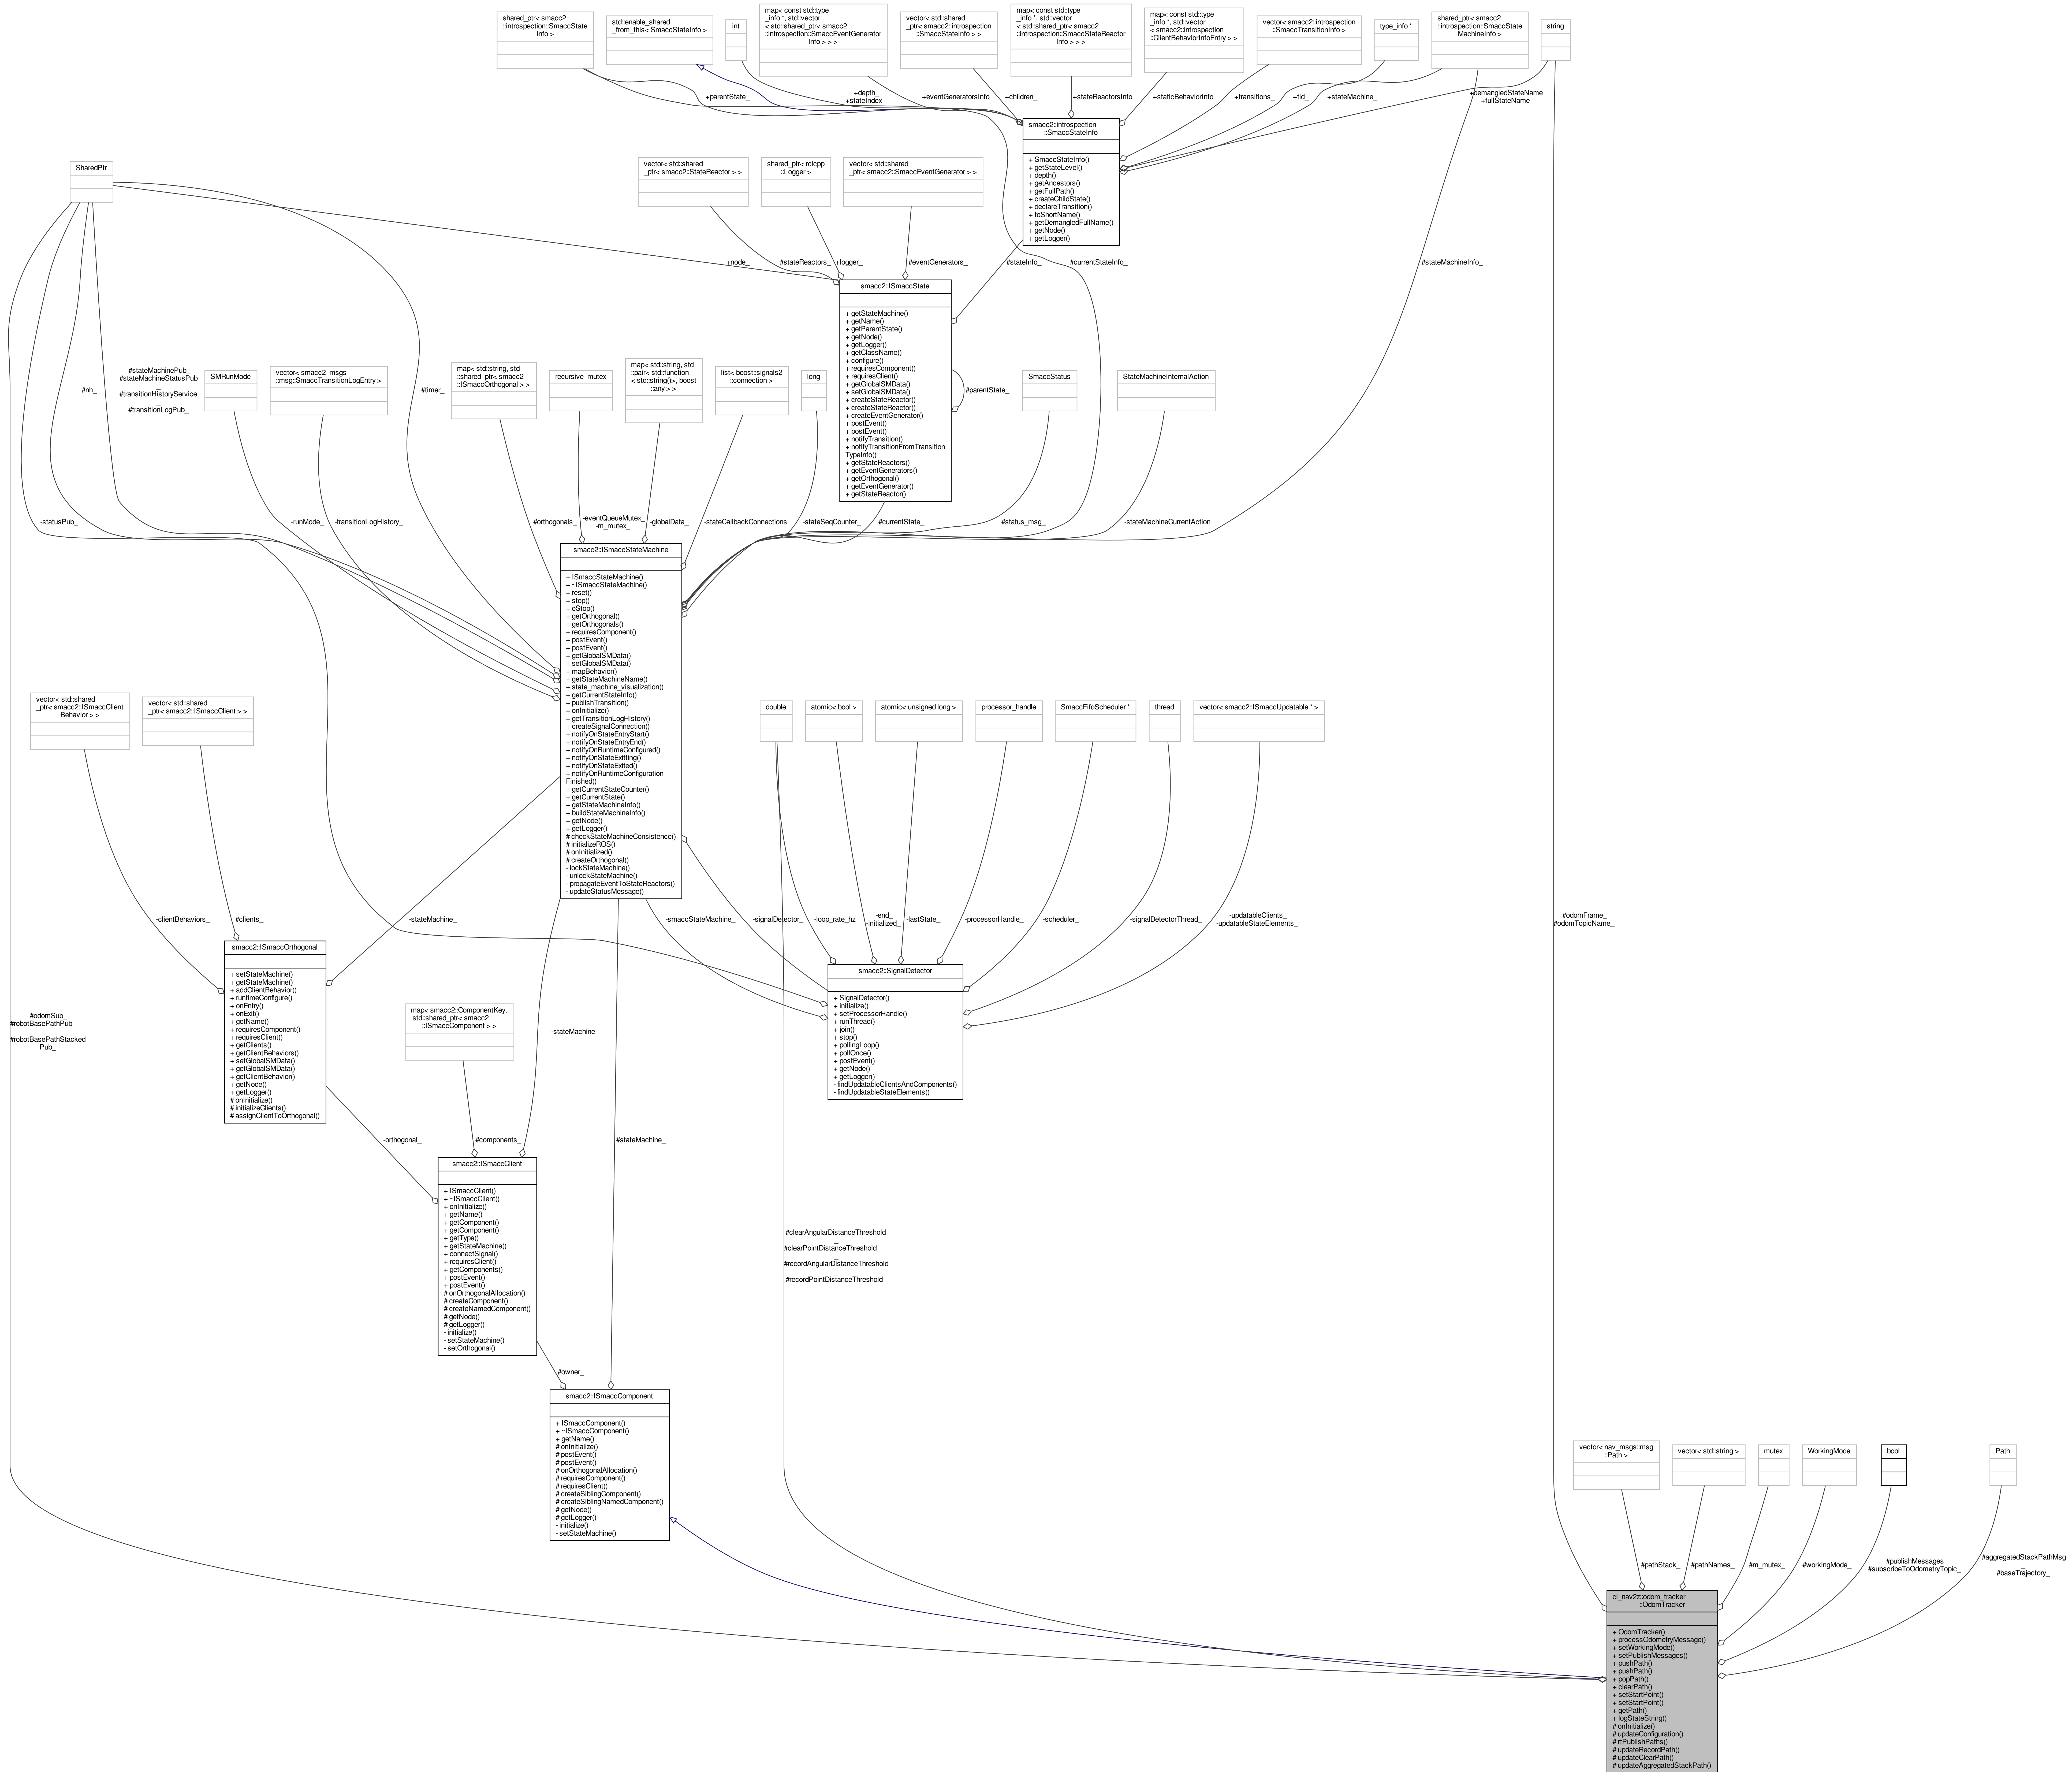 shared_ptr< smacc2
::introspection::SmaccState
Info >
std::enable_shared
_from_this< SmaccStateInfo >
int
map< const std::type
_info *, std::vector
< std::shared_ptr< smacc2
::introspection::SmaccEventGenerator
Info > > >
vector< std::shared
_ptr< smacc2::introspection
::SmaccStateInfo > >
map< const std::type
_info *, std::vector
< std::shared_ptr< smacc2
::introspection::SmaccStateReactor
Info > > >
map< const std::type
_info *, std::vector
< smacc2::introspection
::ClientBehaviorInfoEntry > >
vector< smacc2::introspection
::SmaccTransitionInfo >
type_info *
shared_ptr< smacc2
::introspection::SmaccState
MachineInfo >
string
+parentState_
+depth_
+stateIndex_
+eventGeneratorsInfo
+children_
+stateReactorsInfo
+staticBehaviorInfo
+transitions_
+tid_
+stateMachine_
+demangledStateName
+fullStateName
smacc2::introspection
::SmaccStateInfo
+ SmaccStateInfo()
+ getStateLevel()
+ depth()
+ getAncestors()
+ getFullPath()
+ createChildState()
+ declareTransition()
+ toShortName()
+ getDemangledFullName()
+ getNode()
+ getLogger()
SharedPtr
vector< std::shared
_ptr< smacc2::StateReactor > >
shared_ptr< rclcpp
::Logger >
vector< std::shared
_ptr< smacc2::SmaccEventGenerator > >
+node_
#stateReactors_
+logger_
#eventGenerators_
#stateInfo_
#currentStateInfo_
#stateMachineInfo_
smacc2::ISmaccState
+ getStateMachine()
+ getName()
+ getParentState()
+ getNode()
+ getLogger()
+ getClassName()
+ configure()
+ requiresComponent()
+ requiresClient()
+ getGlobalSMData()
+ setGlobalSMData()
+ createStateReactor()
+ createStateReactor()
+ createEventGenerator()
+ postEvent()
+ postEvent()
+ notifyTransition()
+ notifyTransitionFromTransition
TypeInfo()
+ getStateReactors()
+ getEventGenerators()
+ getOrthogonal()
+ getEventGenerator()
+ getStateReactor()
#parentState_
#nh_
#stateMachinePub_
#stateMachineStatusPub
_
#transitionHistoryService
_
#transitionLogPub_
SMRunMode
vector< smacc2_msgs
::msg::SmaccTransitionLogEntry >
#timer_
map< std::string, std
::shared_ptr< smacc2
::ISmaccOrthogonal > >
recursive_mutex
map< std::string, std
::pair< std::function
< std::string()>, boost
::any > >
list< boost::signals2
::connection >
long
SmaccStatus
StateMachineInternalAction
-statusPub_
-runMode_
-transitionLogHistory_
#orthogonals_
-eventQueueMutex_
-m_mutex_
-globalData_
-stateCallbackConnections
-stateSeqCounter_
#currentState_
#status_msg_
-stateMachineCurrentAction
smacc2::ISmaccStateMachine
+ ISmaccStateMachine()
+ ~ISmaccStateMachine()
+ reset()
+ stop()
+ eStop()
+ getOrthogonal()
+ getOrthogonals()
+ requiresComponent()
+ postEvent()
+ postEvent()
+ getGlobalSMData()
+ setGlobalSMData()
+ mapBehavior()
+ getStateMachineName()
+ state_machine_visualization()
+ getCurrentStateInfo()
+ publishTransition()
+ onInitialize()
+ getTransitionLogHistory()
+ createSignalConnection()
+ notifyOnStateEntryStart()
+ notifyOnStateEntryEnd()
+ notifyOnRuntimeConfigured()
+ notifyOnStateExitting()
+ notifyOnStateExited()
+ notifyOnRuntimeConfiguration
Finished()
+ getCurrentStateCounter()
+ getCurrentState()
+ getStateMachineInfo()
+ buildStateMachineInfo()
+ getNode()
+ getLogger()
# checkStateMachineConsistence()
# initializeROS()
# onInitialized()
# createOrthogonal()
- lockStateMachine()
- unlockStateMachine()
- propagateEventToStateReactors()
- updateStatusMessage()
vector< std::shared
_ptr< smacc2::ISmaccClient
Behavior > >
vector< std::shared
_ptr< smacc2::ISmaccClient > >
double
atomic< bool >
atomic< unsigned long >
processor_handle
SmaccFifoScheduler *
thread
vector< smacc2::ISmaccUpdatable * >
-clientBehaviors_
#clients_
-stateMachine_
-smaccStateMachine_
-signalDetector_
-loop_rate_hz
-end_
-initialized_
-lastState_
-processorHandle_
-scheduler_
-signalDetectorThread_
-updatableClients_
-updatableStateElements_
#odomFrame_
#odomTopicName_
smacc2::ISmaccOrthogonal
+ setStateMachine()
+ getStateMachine()
+ addClientBehavior()
+ runtimeConfigure()
+ onEntry()
+ onExit()
+ getName()
+ requiresComponent()
+ requiresClient()
+ getClients()
+ getClientBehaviors()
+ setGlobalSMData()
+ getGlobalSMData()
+ getClientBehavior()
+ getNode()
+ getLogger()
# onInitialize()
# initializeClients()
# assignClientToOrthogonal()
smacc2::SignalDetector
+ SignalDetector()
+ initialize()
+ setProcessorHandle()
+ runThread()
+ join()
+ stop()
+ pollingLoop()
+ pollOnce()
+ postEvent()
+ getNode()
+ getLogger()
- findUpdatableClientsAndComponents()
- findUpdatableStateElements()
#odomSub_
#robotBasePathPub
_
#robotBasePathStacked
Pub_
map< smacc2::ComponentKey,
std::shared_ptr< smacc2
::ISmaccComponent > >
-stateMachine_
-orthogonal_
#components_
#stateMachine_
smacc2::ISmaccClient
+ ISmaccClient()
+ ~ISmaccClient()
+ onInitialize()
+ getName()
+ getComponent()
+ getComponent()
+ getType()
+ getStateMachine()
+ connectSignal()
+ requiresClient()
+ getComponents()
+ postEvent()
+ postEvent()
# onOrthogonalAllocation()
# createComponent()
# createNamedComponent()
# getNode()
# getLogger()
- initialize()
- setStateMachine()
- setOrthogonal()
#clearAngularDistanceThreshold
_
#clearPointDistanceThreshold
_
#recordAngularDistanceThreshold
_
#recordPointDistanceThreshold_
#owner_
smacc2::ISmaccComponent
+ ISmaccComponent()
+ ~ISmaccComponent()
+ getName()
# onInitialize()
# postEvent()
# postEvent()
# onOrthogonalAllocation()
# requiresComponent()
# requiresClient()
# createSiblingComponent()
# createSiblingNamedComponent()
# getNode()
# getLogger()
- initialize()
- setStateMachine()
vector< nav_msgs::msg
::Path >
vector< std::string >
mutex
WorkingMode
bool
Path
#pathStack_
#pathNames_
#m_mutex_
#workingMode_
#publishMessages
#subscribeToOdometryTopic_
#aggregatedStackPathMsg
_
#baseTrajectory_
cl_nav2z::odom_tracker
::OdomTracker
+ OdomTracker()
+ processOdometryMessage()
+ setWorkingMode()
+ setPublishMessages()
+ pushPath()
+ pushPath()
+ popPath()
+ clearPath()
+ setStartPoint()
+ setStartPoint()
+ getPath()
+ logStateString()
# onInitialize()
# updateConfiguration()
# rtPublishPaths()
# updateRecordPath()
# updateClearPath()
# updateAggregatedStackPath()